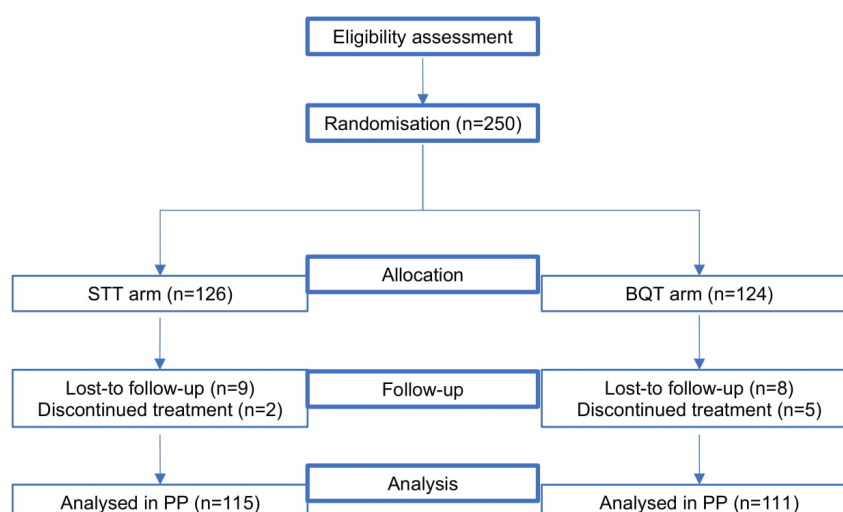 Eligibility assessment
Randomisation (n=250)
Allocation
STT arm (n=126)
BQT arm (n=124)
Lost-to follow-up (n=9)
Discontinued treatment (n=2)
Follow-up
Lost-to follow-up (n=8)
Discontinued treatment (n=5)
Analysis
Analysed in PP (n=115)
Analysed in PP (n=111)